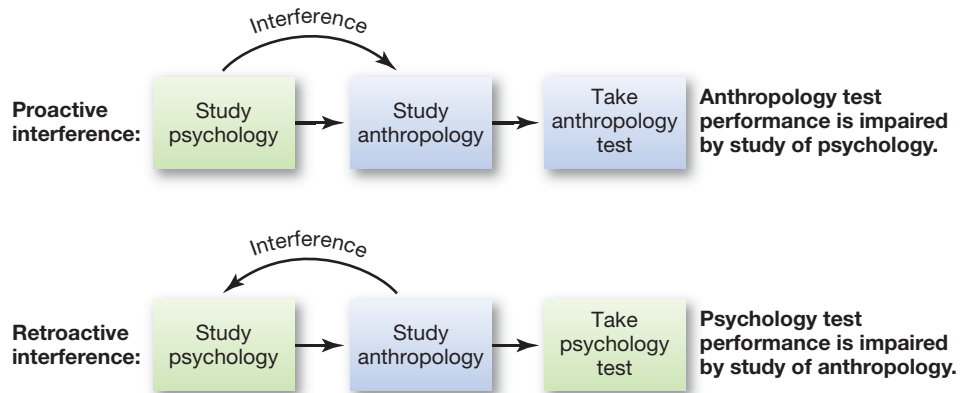 Interference
Proactive
interference:
Study
psychology
Study
anthropology
Take
anthropology
test
Anthropology test
performance is impaired
by study of psychology.
Interference
Retroactive
interference:
Study
psychology
Study
anthropology
Take
psychology
test
Psychology test
performance is impaired
by study of anthropology.